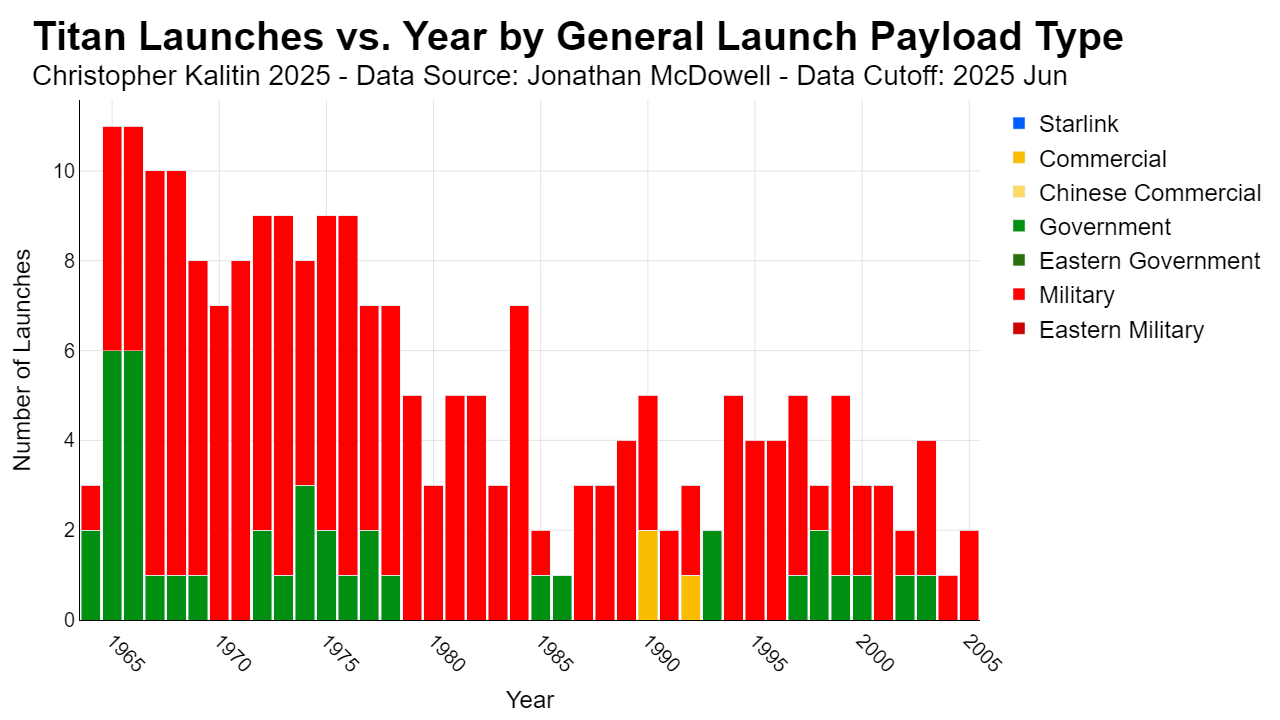 Titan Launches vs. Year by General Launch Payload Type
Christopher Kalitin 2025 - Data Source: Jonathan McDowell - Data Cutoff: 2025 Jun
Starlink
Commercial
Chinese Commercial
Government
Eastern Government
Military
Eastern Military
Number of Launches
10
8
6
4
2
0
1965
1970
1975
1980
1985
1990
1995
2000
2005
Year